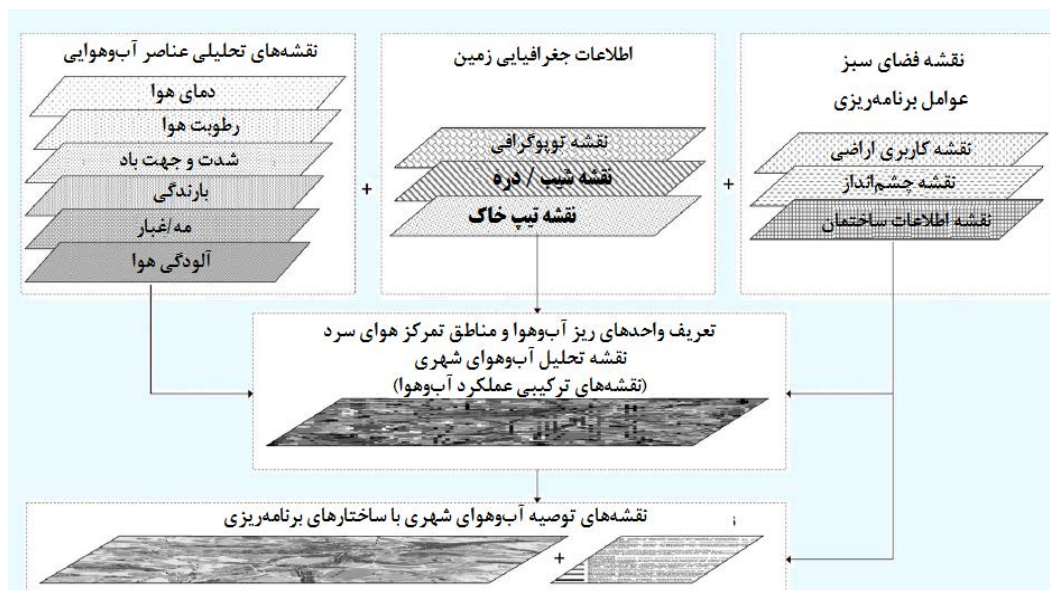 نقشه‌های تحلیلی عناصر آب‌وهوایی
دمای هوا
رطوبت هوا
شدت و جهت باد
بارندگی
مه/غبار
آلودگی هوا
+
اطلاعات جغرافیایی زمین
نقشه توپوگرافی
نقشه شیب / دره
نقشه تیپ خاک
+
نقشه فضای سبز
عوامل برنامه‌ریزی
نقشه کاربری اراضی
نقشه چشم‌انداز
نقشه اطلاعات ساختمان
تعریف واحدهای ریز آب‌وهوا و مناطق تمرکز هوای سرد
نقشه تحلیل آب‌وهوای شهری
(نقشه‌های ترکیبی عملکرد آب‌وهوا)
نقشه‌های توصیه آب‌وهوای شهری با ساختارهای برنامه‌ریزی
+